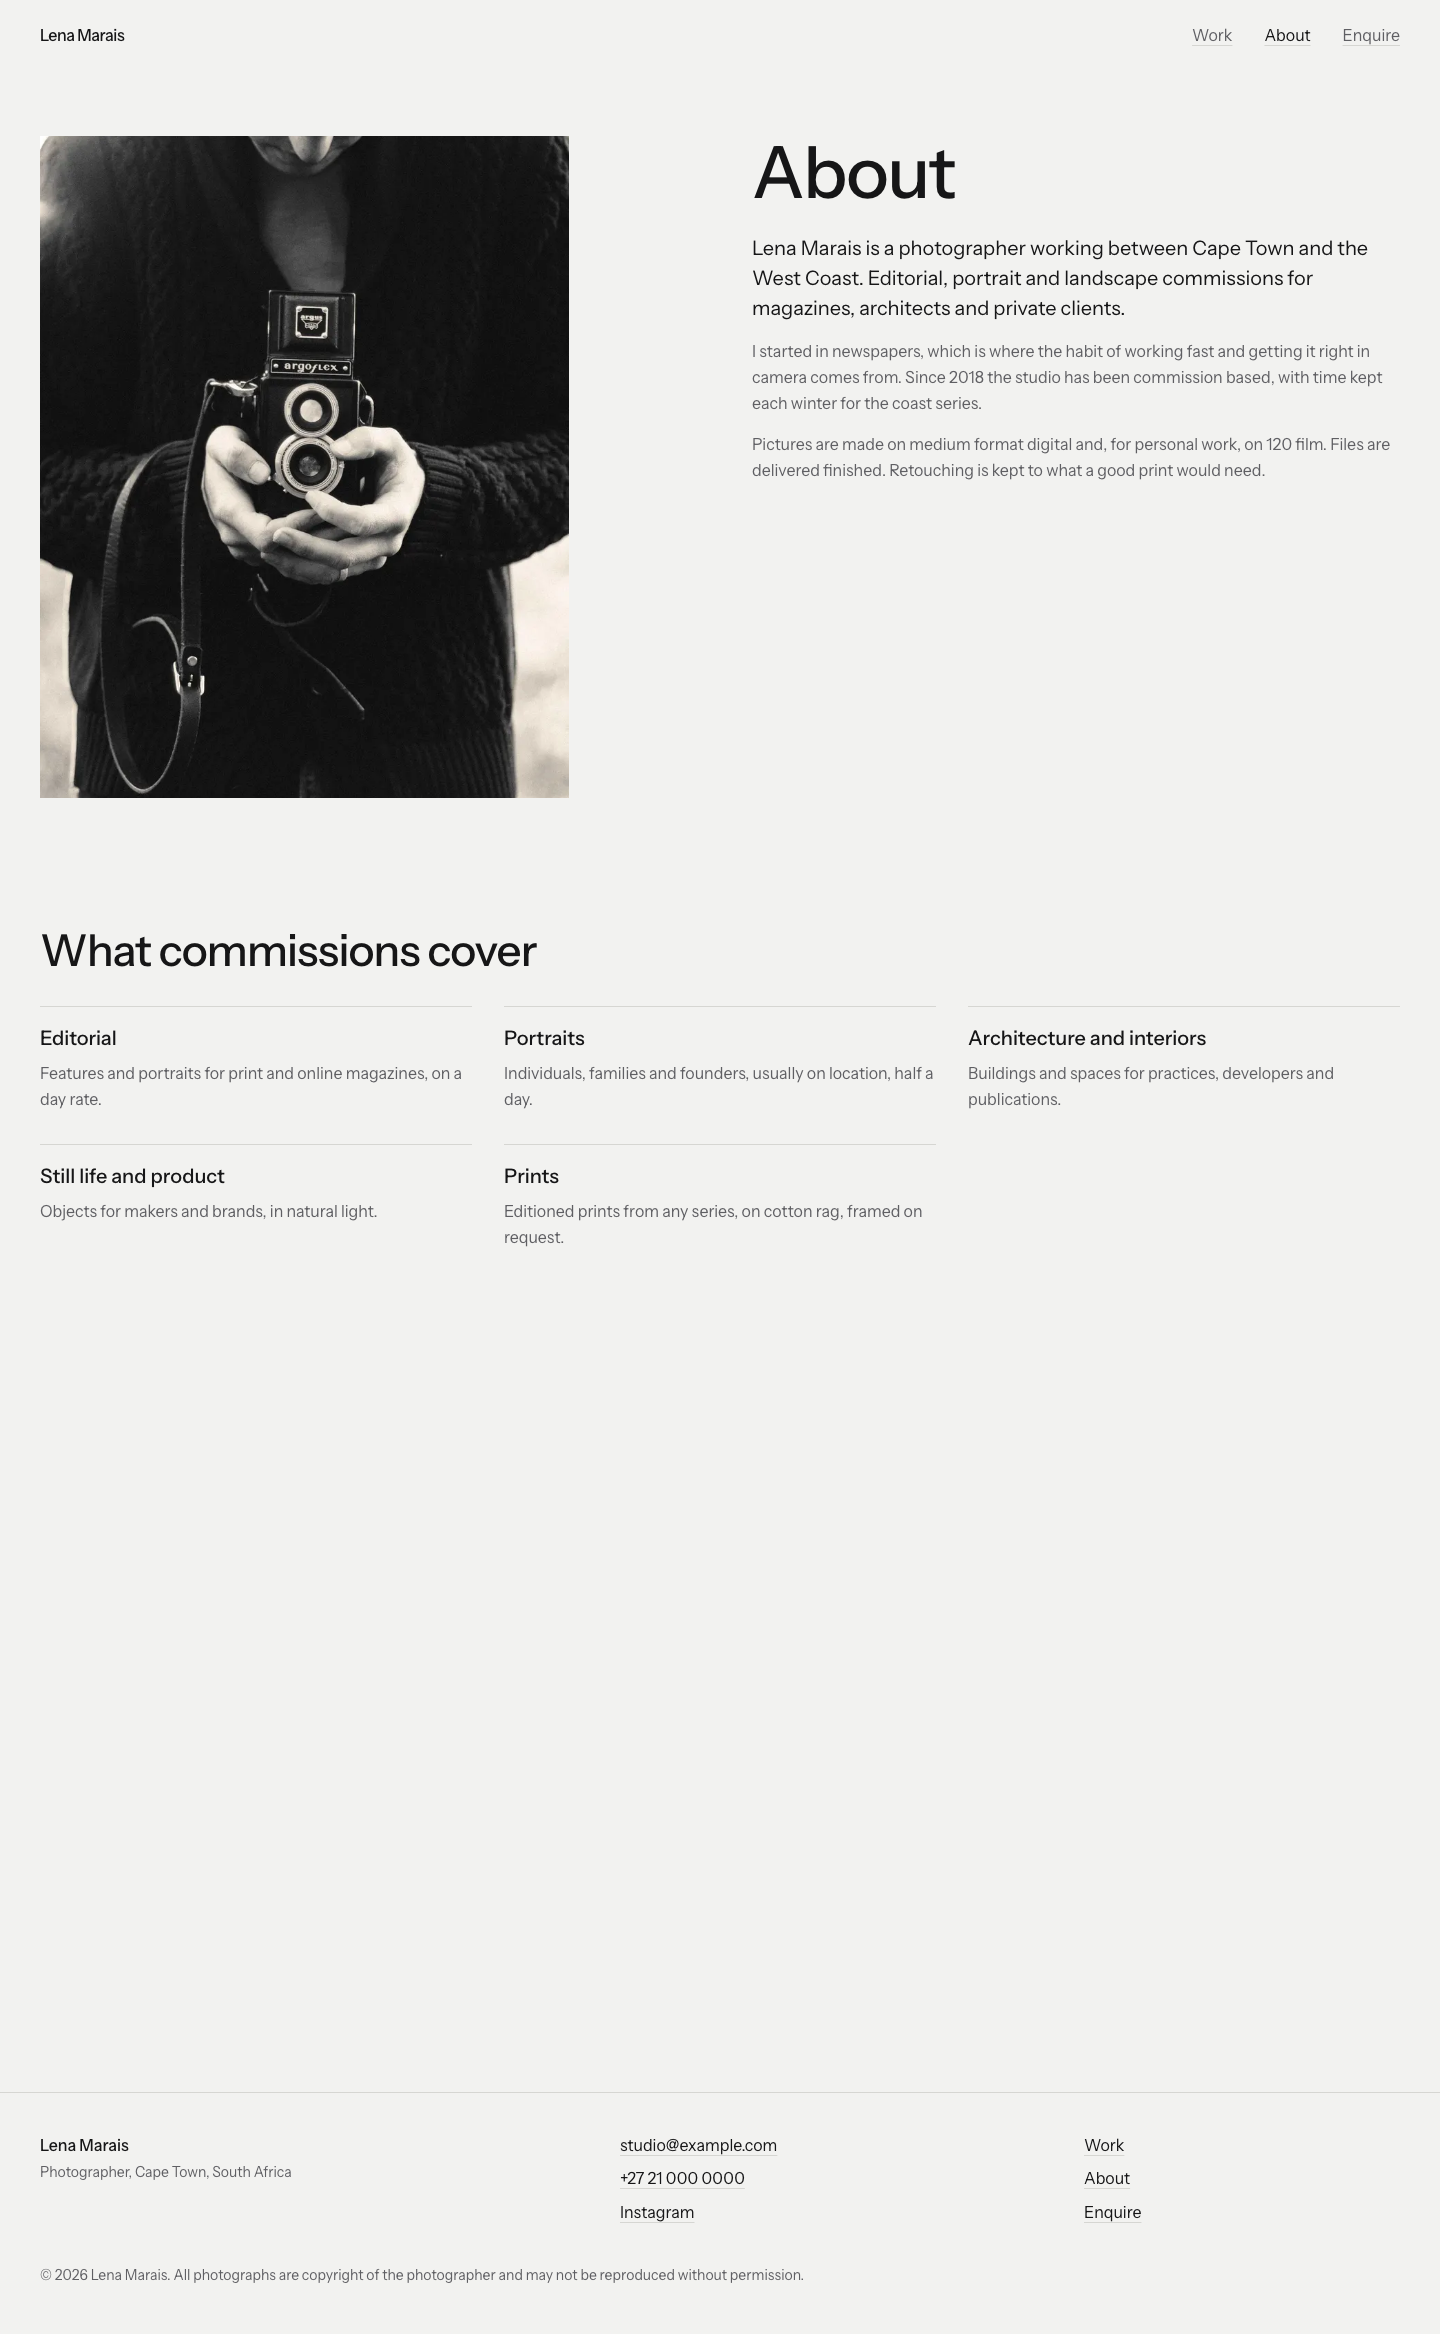 Lena Marais
Work
About
Enquire
argus
argoflex
About
Lena Marais is a photographer working between Cape Town and the
West Coast. Editorial, portrait and landscape commissions for
magazines, architects and private clients.
I started in newspapers, which is where the habit of working fast and getting it right in
camera comes from. Since 2018 the studio has been commission based, with time kept
each winter for the coast series.
Pictures are made on medium format digital and, for personal work, on 120 film. Files are
delivered finished. Retouching is kept to what a good print would need.
What commissions cover
Editorial
Features and portraits for print and online magazines, on a
day rate.
Portraits
Individuals, families and founders, usually on location, half a
day.
Architecture and interiors
Buildings and spaces for practices, developers and
publications.
Still life and product
Objects for makers and brands, in natural light.
Prints
Editioned prints from any series, on cotton rag, framed on
request.
Lena Marais
Photographer, Cape Town, South Africa
studio@example.com
+27 21 000 0000
Instagram
Work
About
Enquire
© 2026 Lena Marais. All photographs are copyright of the photographer and may not be reproduced without permission.